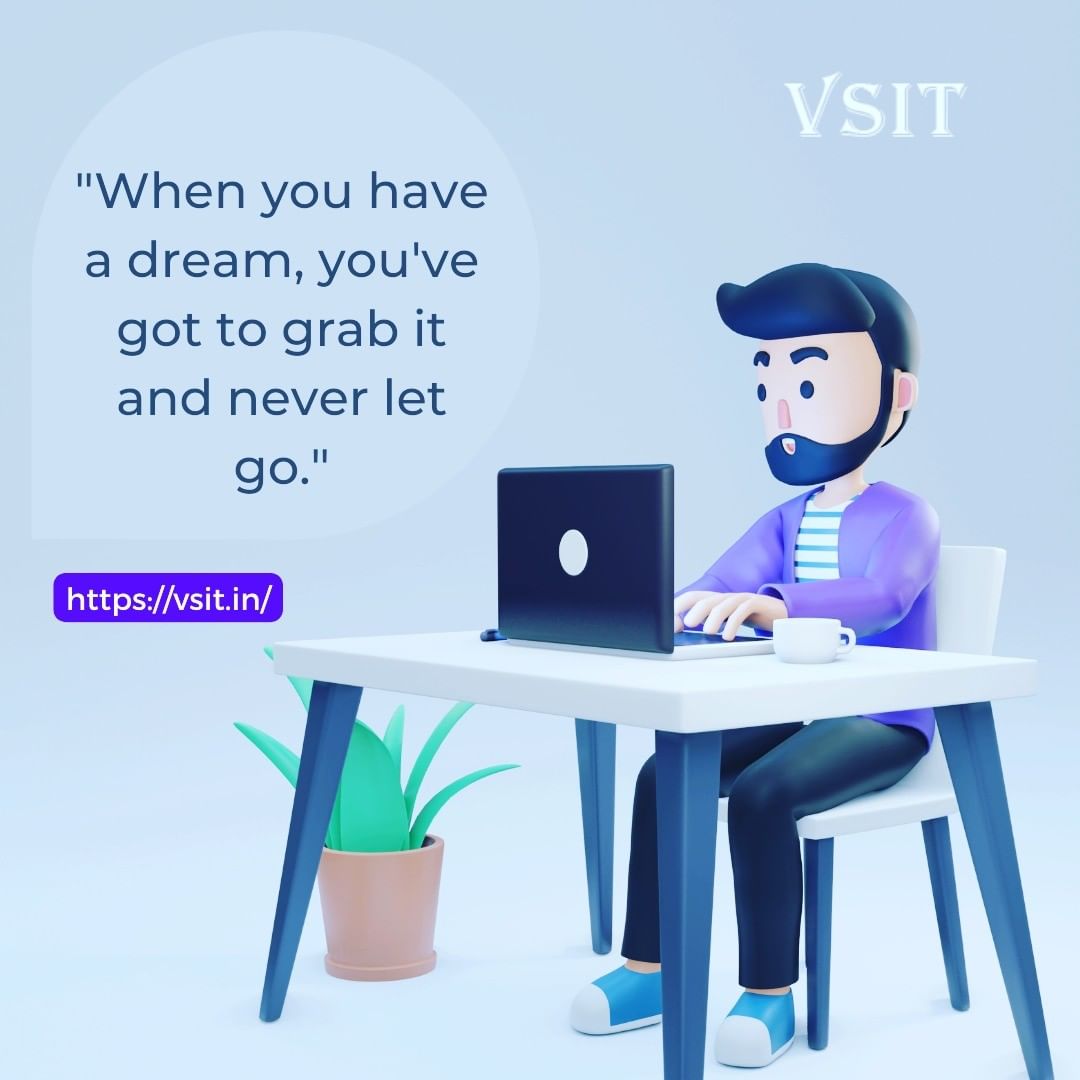 VSIT
"When you have
a dream, you've
got to grab it
and never let
go."
https://vsit.in/